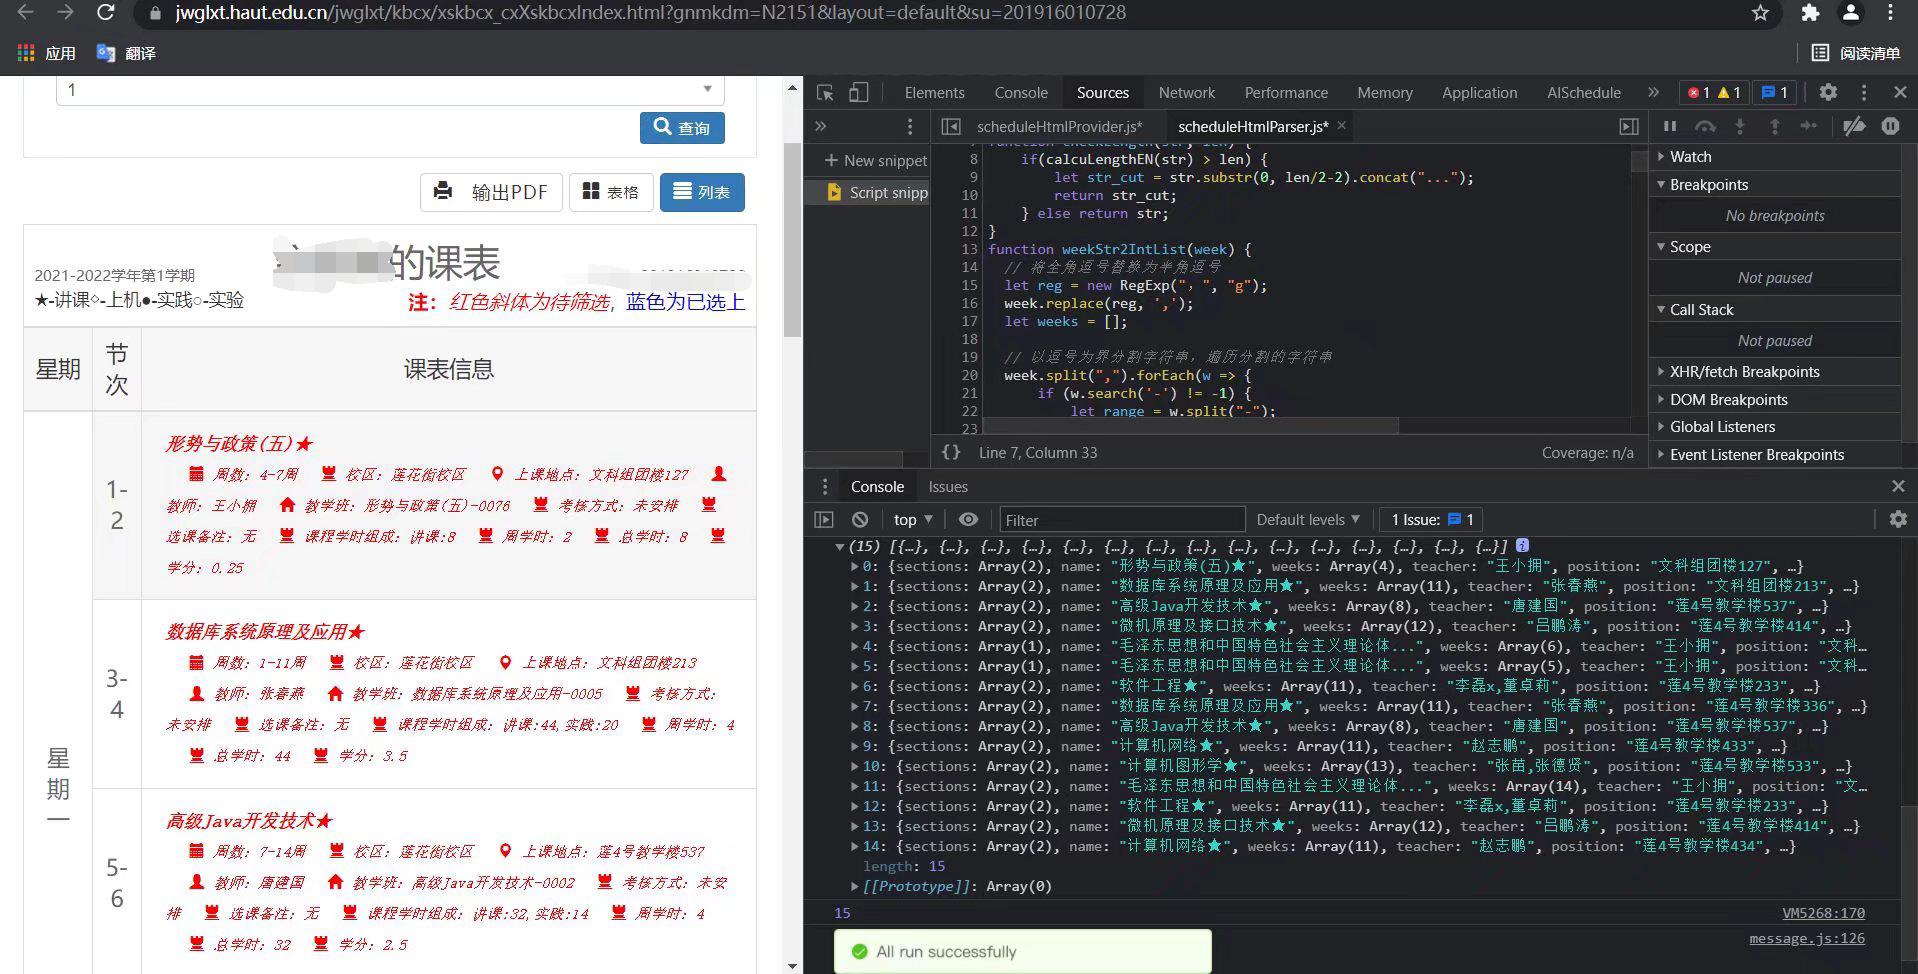 jwglxt.haut.edu.cn/jwglxt/kbcx/xskbcx_cxXskbcxIndex.html?gnmkdm=N2151&layout=default&su=201916010728
应用 翻译 阅读清单
1
查询
输出PDF 表格 列表
的课表
2021-2022学年第1学期
★-讲课◇-上机●-实践○-实验
注：红色斜体为待筛选，蓝色为已选上
星期 节次 课表信息
星期一
1-2
形势与政策(五)★
周数：4-7周 校区：莲花街校区 上课地点：文科组团楼127
教师：王小拥 教学班：形势与政策(五)-0076 考核方式：未安排
选课备注：无 课程学时组成：讲课:8 周学时：2 总学时：8
学分：0.25
3-4
数据库系统原理及应用★
周数：1-11周 校区：莲花街校区 上课地点：文科组团楼213
教师：张春燕 教学班：数据库系统原理及应用-0005 考核方式：
未安排 选课备注：无 课程学时组成：讲课:44,实践:20 周学时：4
总学时：44 学分：3.5
5-6
高级Java开发技术★
周数：7-14周 校区：莲花街校区 上课地点：莲4号教学楼537
教师：唐建国 教学班：高级Java开发技术-0002 考核方式：未安
排 选课备注：无 课程学时组成：讲课:32,实践:14 周学时：4
总学时：32 学分：2.5
Elements Console Sources Network Performance Memory Application AISchedule » 1 1 1
» scheduleHtmlProvider.js* scheduleHtmlParser.js* ×
+ New snippet
Script snipp
8 if(calcuLengthEN(str) > len) {
9 let str_cut = str.substr(0, len/2-2).concat("...");
10 return str_cut;
11 } else return str;
12 }
13 function weekStr2IntList(week) {
14 // 将全角逗号替换为半角逗号
15 let reg = new RegExp("，", "g");
16 week.replace(reg, ',');
17 let weeks = [];
18
19 // 以逗号为界分割字符串，遍历分割的字符串
20 week.split(",").forEach(w => {
21 if (w.search('-') != -1) {
22 let range = w.split("-");
23
{} Line 7, Column 33 Coverage: n/a
Watch
Breakpoints
No breakpoints
Scope
Not paused
Call Stack
Not paused
XHR/fetch Breakpoints
DOM Breakpoints
Global Listeners
Event Listener Breakpoints
Console Issues
top Filter Default levels 1 Issue: 1
(15) [{…}, {…}, {…}, {…}, {…}, {…}, {…}, {…}, {…}, {…}, {…}, {…}, {…}, {…}, {…}]
0: {sections: Array(2), name: "形势与政策(五)★", weeks: Array(4), teacher: "王小拥", position: "文科组团楼127", …}
1: {sections: Array(2), name: "数据库系统原理及应用★", weeks: Array(11), teacher: "张春燕", position: "文科组团楼213", …}
2: {sections: Array(2), name: "高级Java开发技术★", weeks: Array(8), teacher: "唐建国", position: "莲4号教学楼537", …}
3: {sections: Array(2), name: "微机原理及接口技术★", weeks: Array(12), teacher: "吕鹏涛", position: "莲4号教学楼414", …}
4: {sections: Array(1), name: "毛泽东思想和中国特色社会主义理论体...", weeks: Array(6), teacher: "王小拥", position: "文科…
5: {sections: Array(1), name: "毛泽东思想和中国特色社会主义理论体...", weeks: Array(5), teacher: "王小拥", position: "文科…
6: {sections: Array(2), name: "软件工程★", weeks: Array(11), teacher: "李磊x,董卓莉", position: "莲4号教学楼233", …}
7: {sections: Array(2), name: "数据库系统原理及应用★", weeks: Array(11), teacher: "张春燕", position: "莲4号教学楼336", …}
8: {sections: Array(2), name: "高级Java开发技术★", weeks: Array(8), teacher: "唐建国", position: "莲4号教学楼537", …}
9: {sections: Array(2), name: "计算机网络★", weeks: Array(11), teacher: "赵志鹏", position: "莲4号教学楼433", …}
10: {sections: Array(2), name: "计算机图形学★", weeks: Array(13), teacher: "张苗,张德贤", position: "莲4号教学楼533", …}
11: {sections: Array(2), name: "毛泽东思想和中国特色社会主义理论体...", weeks: Array(14), teacher: "王小拥", position: "文…
12: {sections: Array(2), name: "软件工程★", weeks: Array(11), teacher: "李磊x,董卓莉", position: "莲4号教学楼233", …}
13: {sections: Array(2), name: "微机原理及接口技术★", weeks: Array(12), teacher: "吕鹏涛", position: "莲4号教学楼414", …}
14: {sections: Array(2), name: "计算机网络★", weeks: Array(11), teacher: "赵志鹏", position: "莲4号教学楼434", …}
length: 15
[[Prototype]]: Array(0)
15 VM5268:170
message.js:126
All run successfully